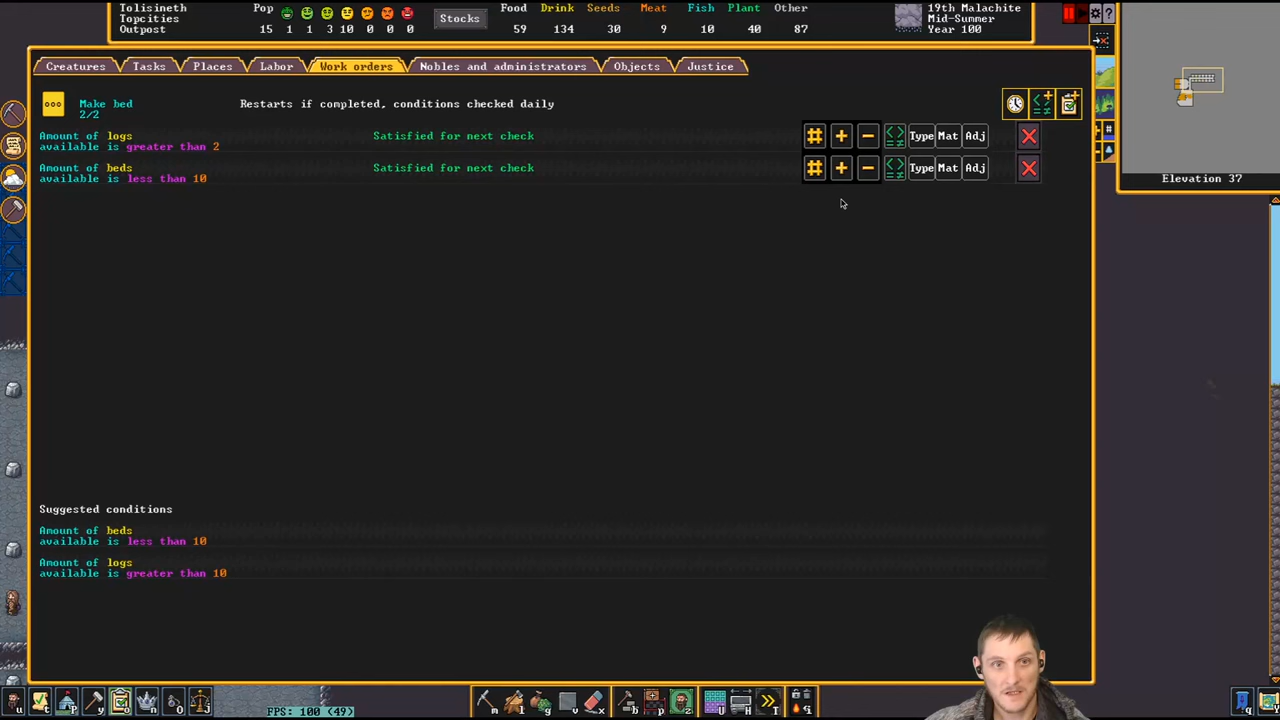 Tolisineth
Topcities
Outpost
Pop
15 1 1 3 10 0 0 0
Stocks
Food Drink Seeds Meat Fish Plant Other
59 134 30 9 10 40 87
19th Malachite
Mid-Summer
Year 100
?
Creatures Tasks Places Labor Work orders Nobles and administrators Objects Justice
Make bed
2/2
Restarts if completed, conditions checked daily
Amount of logs
available is greater than 2
Satisfied for next check
Type Mat Adj
Amount of beds
available is less than 10
Satisfied for next check
Type Mat Adj
Elevation 37
Suggested conditions
Amount of beds
available is less than 10
Amount of logs
available is greater than 10
u t P y l n O j
FPS: 100 (49)
m l g v x b p z U H T i
q